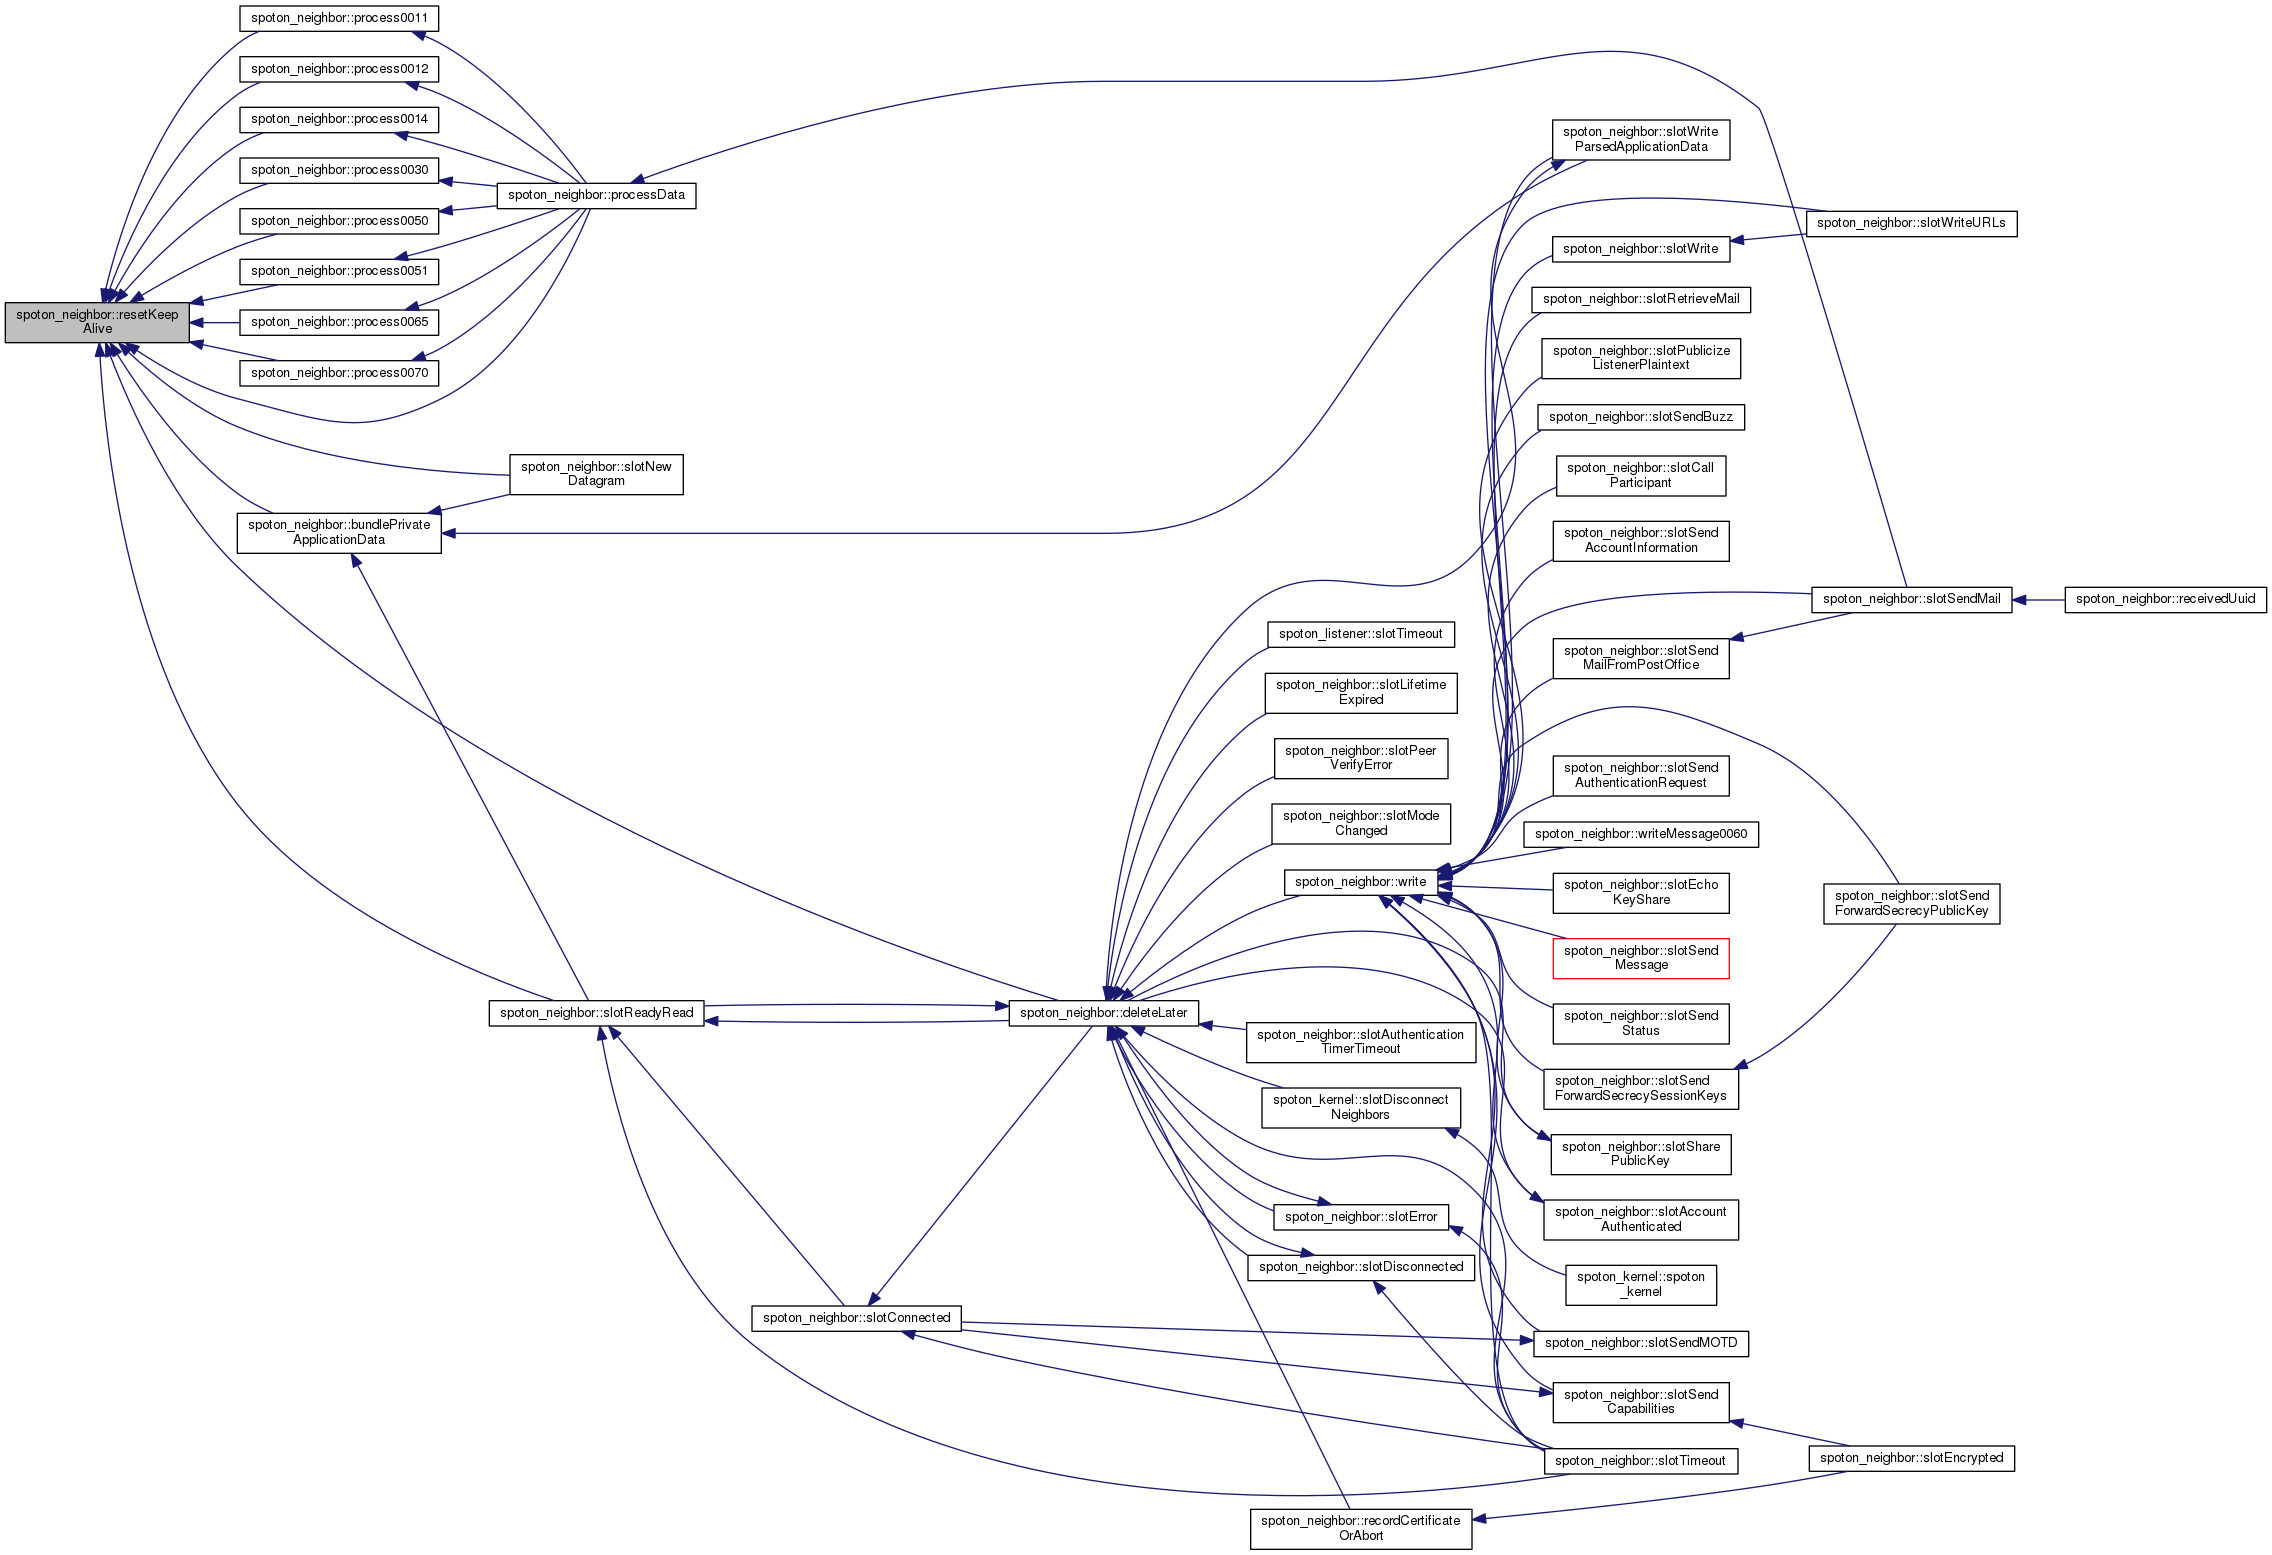 spoton_neighbor::resetKeep
Alive
spoton_neighbor::process0011
spoton_neighbor::process0012
spoton_neighbor::process0014
spoton_neighbor::process0030
spoton_neighbor::process0050
spoton_neighbor::process0051
spoton_neighbor::process0065
spoton_neighbor::process0070
spoton_neighbor::bundlePrivate
ApplicationData
spoton_neighbor::processData
spoton_neighbor::slotNew
Datagram
spoton_neighbor::slotReadyRead
spoton_neighbor::slotConnected
spoton_neighbor::deleteLater
spoton_listener::slotTimeout
spoton_neighbor::slotLifetime
Expired
spoton_neighbor::slotPeer
VerifyError
spoton_neighbor::slotMode
Changed
spoton_neighbor::write
spoton_neighbor::slotAuthentication
TimerTimeout
spoton_kernel::slotDisconnect
Neighbors
spoton_neighbor::slotError
spoton_neighbor::slotDisconnected
spoton_neighbor::recordCertificate
OrAbort
spoton_neighbor::slotWrite
ParsedApplicationData
spoton_neighbor::slotWrite
spoton_neighbor::slotRetrieveMail
spoton_neighbor::slotPublicize
ListenerPlaintext
spoton_neighbor::slotSendBuzz
spoton_neighbor::slotCall
Participant
spoton_neighbor::slotSend
AccountInformation
spoton_neighbor::slotSend
MailFromPostOffice
spoton_neighbor::slotSend
AuthenticationRequest
spoton_neighbor::writeMessage0060
spoton_neighbor::slotEcho
KeyShare
spoton_neighbor::slotSend
Message
spoton_neighbor::slotSend
Status
spoton_neighbor::slotSend
ForwardSecrecySessionKeys
spoton_neighbor::slotShare
PublicKey
spoton_neighbor::slotAccount
Authenticated
spoton_kernel::spoton
_kernel
spoton_neighbor::slotSendMOTD
spoton_neighbor::slotSend
Capabilities
spoton_neighbor::slotTimeout
spoton_neighbor::slotWriteURLs
spoton_neighbor::slotSendMail
spoton_neighbor::slotSend
ForwardSecrecyPublicKey
spoton_neighbor::slotEncrypted
spoton_neighbor::receivedUuid